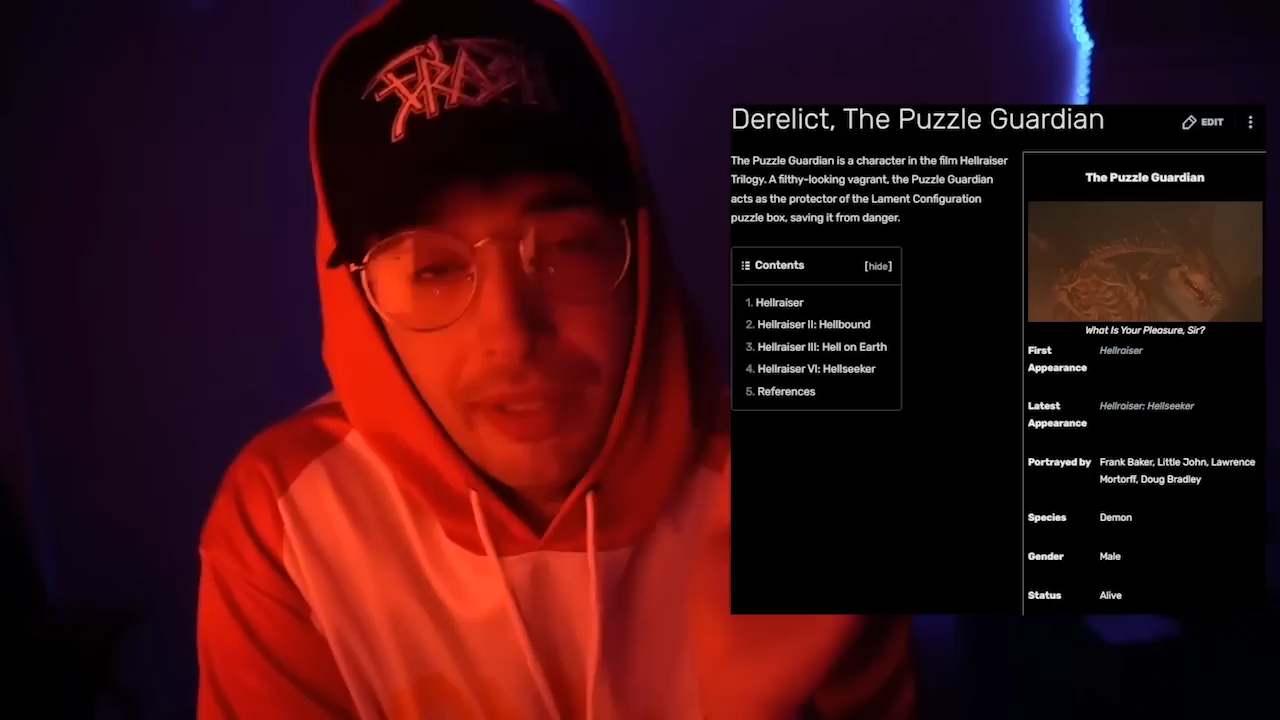 Derelict, The Puzzle Guardian
EDIT
The Puzzle Guardian is a character in the film Hellraiser
Trilogy. A filthy-looking vagrant, the Puzzle Guardian
acts as the protector of the Lament Configuration
puzzle box, saving it from danger.
Contents [hide]
1. Hellraiser
2. Hellraiser II: Hellbound
3. Hellraiser III: Hell on Earth
4. Hellraiser VI: Hellseeker
5. References
The Puzzle Guardian
What Is Your Pleasure, Sir?
First Hellraiser
Appearance
Latest Hellraiser: Hellseeker
Appearance
Portrayed by Frank Baker, Little John, Lawrence
Mortorff, Doug Bradley
Species Demon
Gender Male
Status Alive